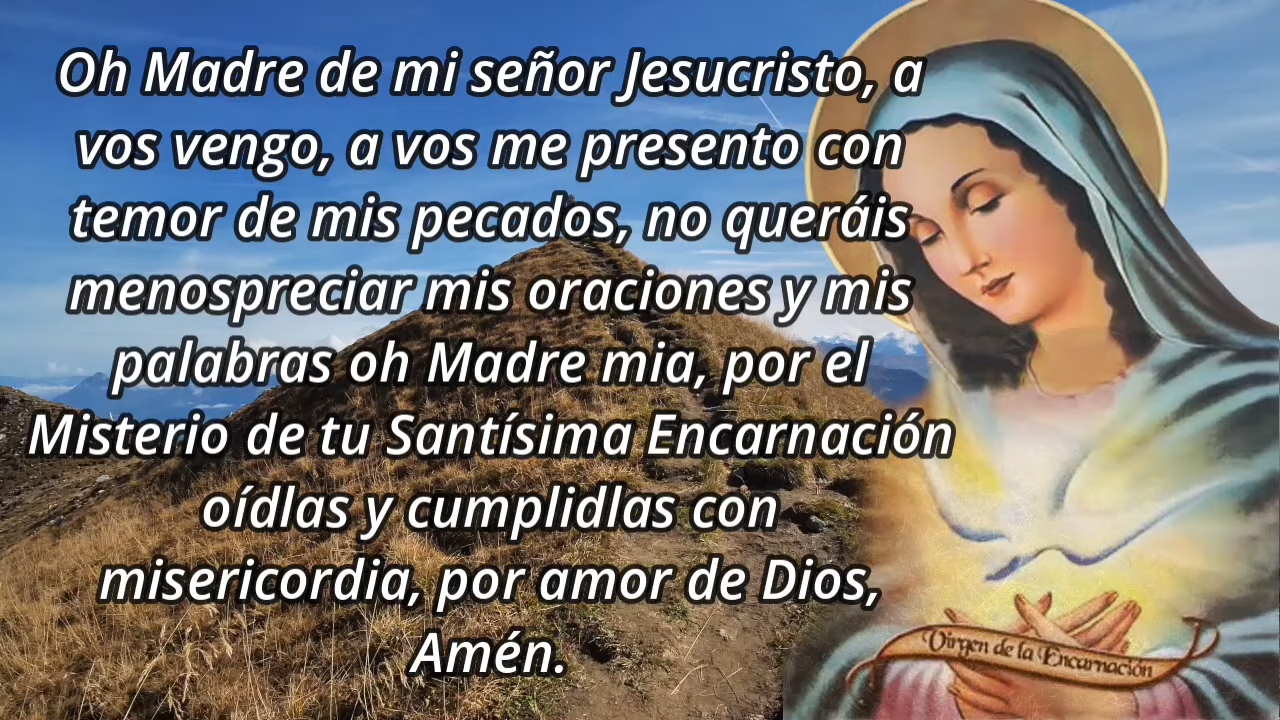 Oh Madre de mi señor Jesucristo, a
vos vengo, a vos me presento con
temor de mis pecados, no queráis
menospreciar mis oraciones y mis
palabras oh Madre mia, por el
Misterio de tu Santísima Encarnación
oídlas y cumplidlas con
misericordia, por amor de Dios,
Amén.
Virgen de la Encarnación